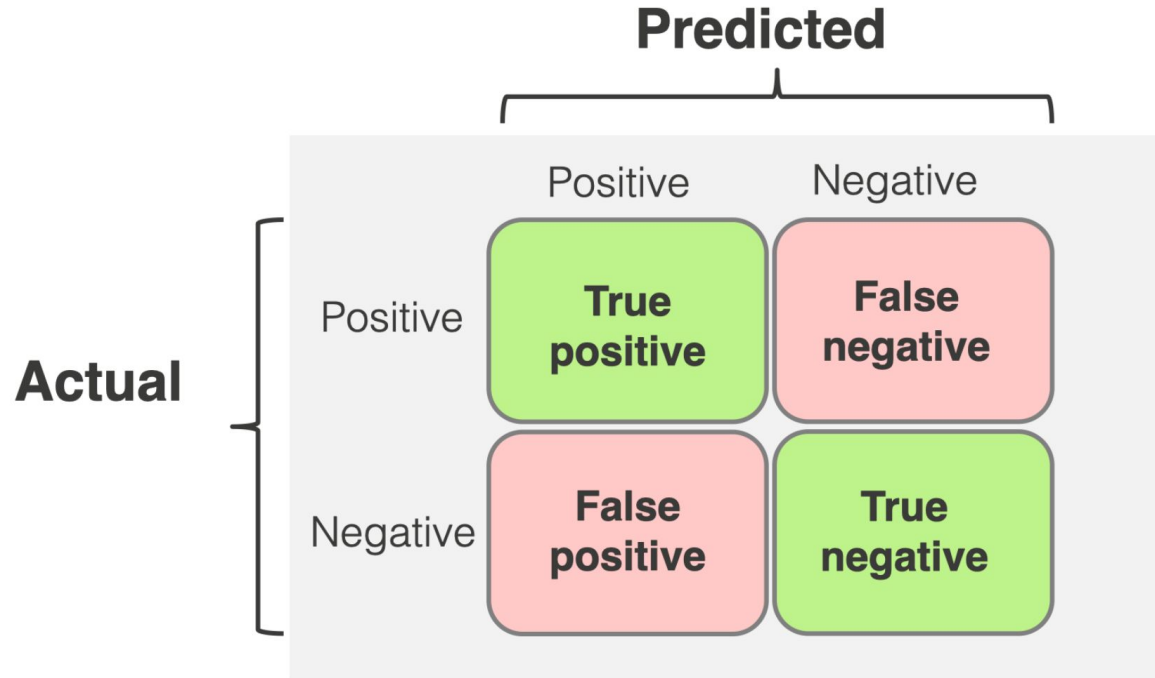 Predicted
Positive
Negative
Actual
Positive
True
positive
False
negative
Negative
False
positive
True
negative